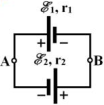 ℰ₁, r₁
+ −
A ℰ₂, r₂ B
− +